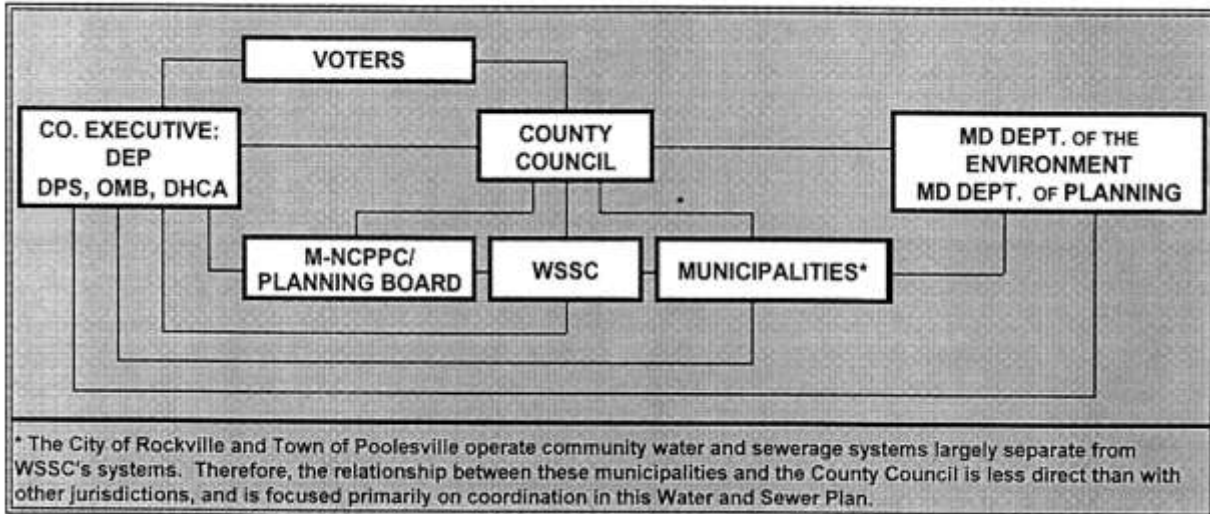 VOTERS
CO. EXECUTIVE:
DEP
DPS, OMB, DHCA
COUNTY
COUNCIL
MD DEPT. OF THE
ENVIRONMENT
MD DEPT. OF PLANNING
M-NCPPC/
PLANNING BOARD
WSSC
MUNICIPALITIES*
*
* The City of Rockville and Town of Poolesville operate community water and sewerage systems largely separate from
WSSC's systems. Therefore, the relationship between these municipalities and the County Council is less direct than with
other jurisdictions, and is focused primarily on coordination in this Water and Sewer Plan.